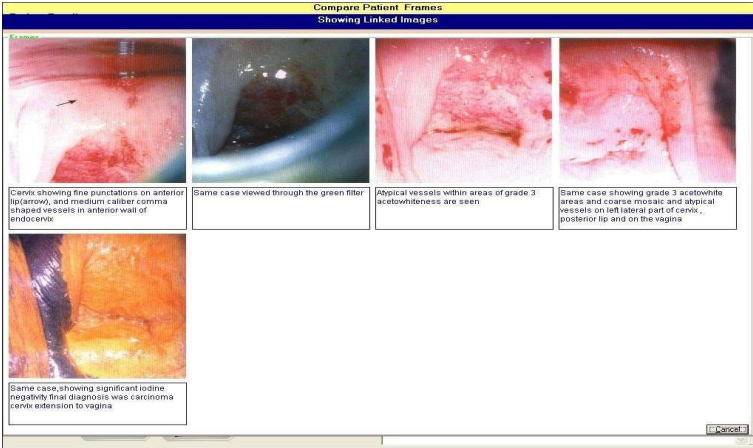 Compare Patient Frames
Showing Linked Images
Frames
Cervix showing fine punctations on anterior
lip(arrow), and medium caliber comma
shaped vessels in anterior wall of
endocervix
Same case viewed through the green filter
Atypical vessels within areas of grade 3
acetowhiteness are seen
Same case showing grade 3 acetowhite
areas and coarse mosaic and atypical
vessels on left lateral part of cervix ,
posterior lip and on the vagina
Same case,showing significant iodine
negativity final diagnosis was carcinoma
cervix extension to vagina
Cancel